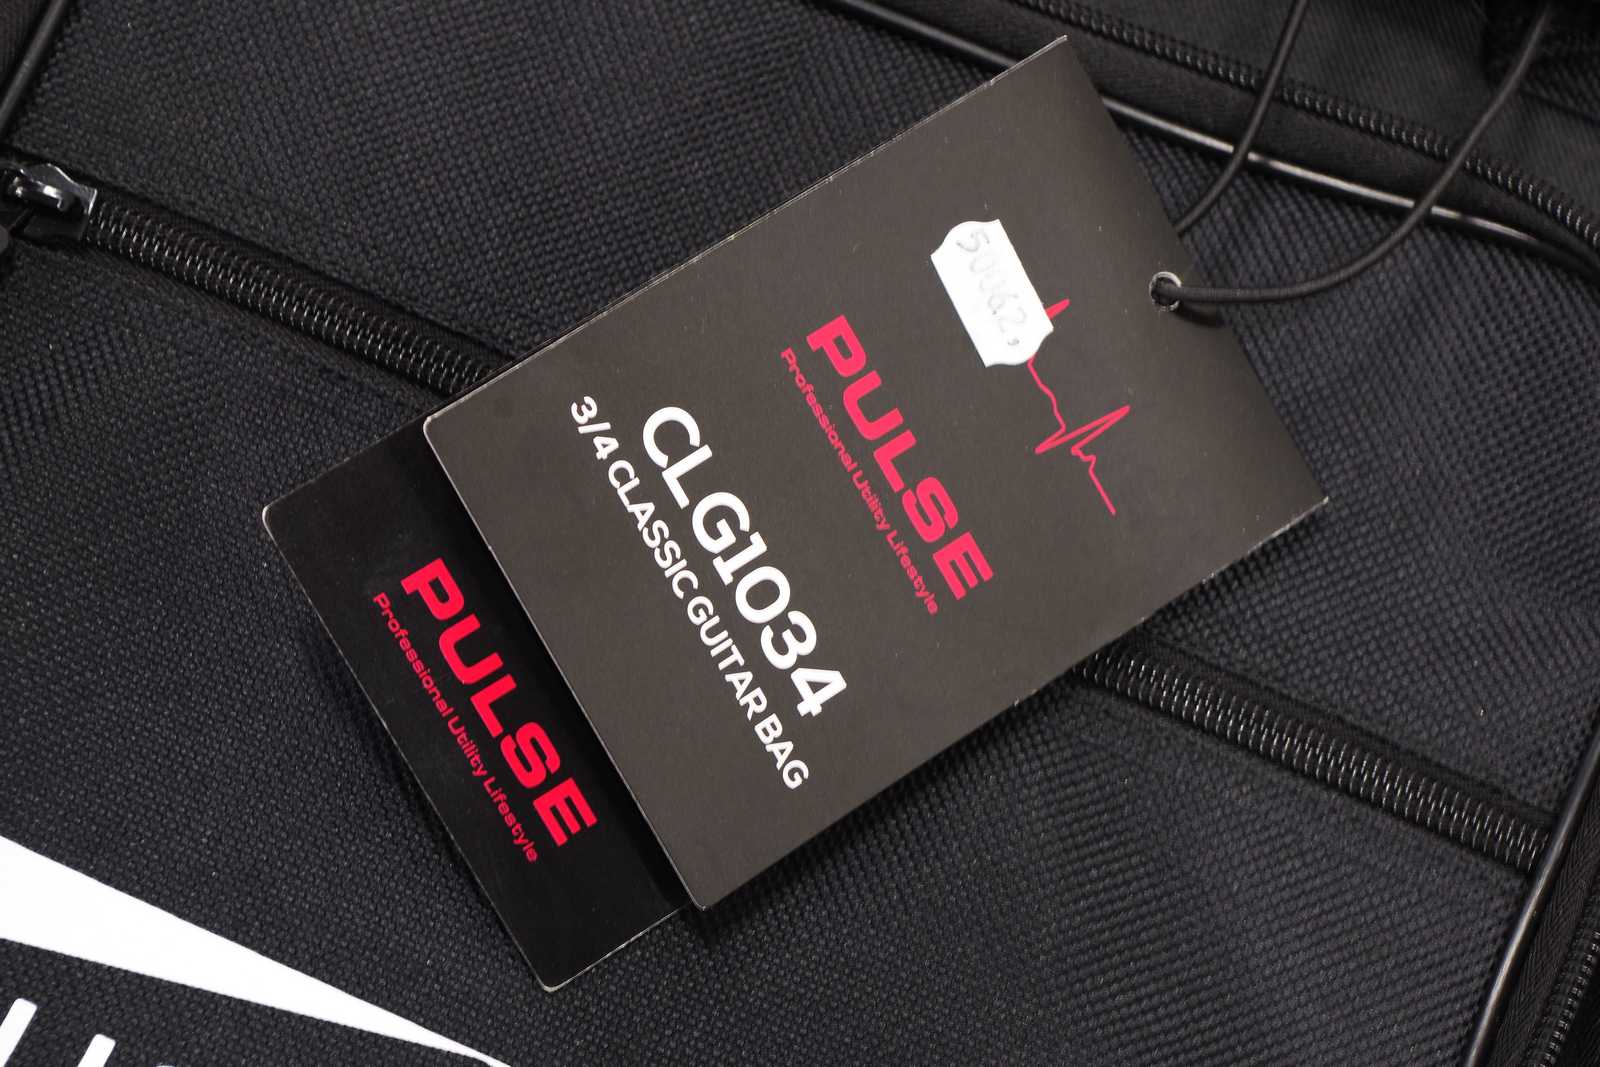 50062,
PULSE
Professional Utility Lifestyle
CLG1034
3/4 CLASSIC GUITAR BAG
PULSE
Professional Utility Lifestyle